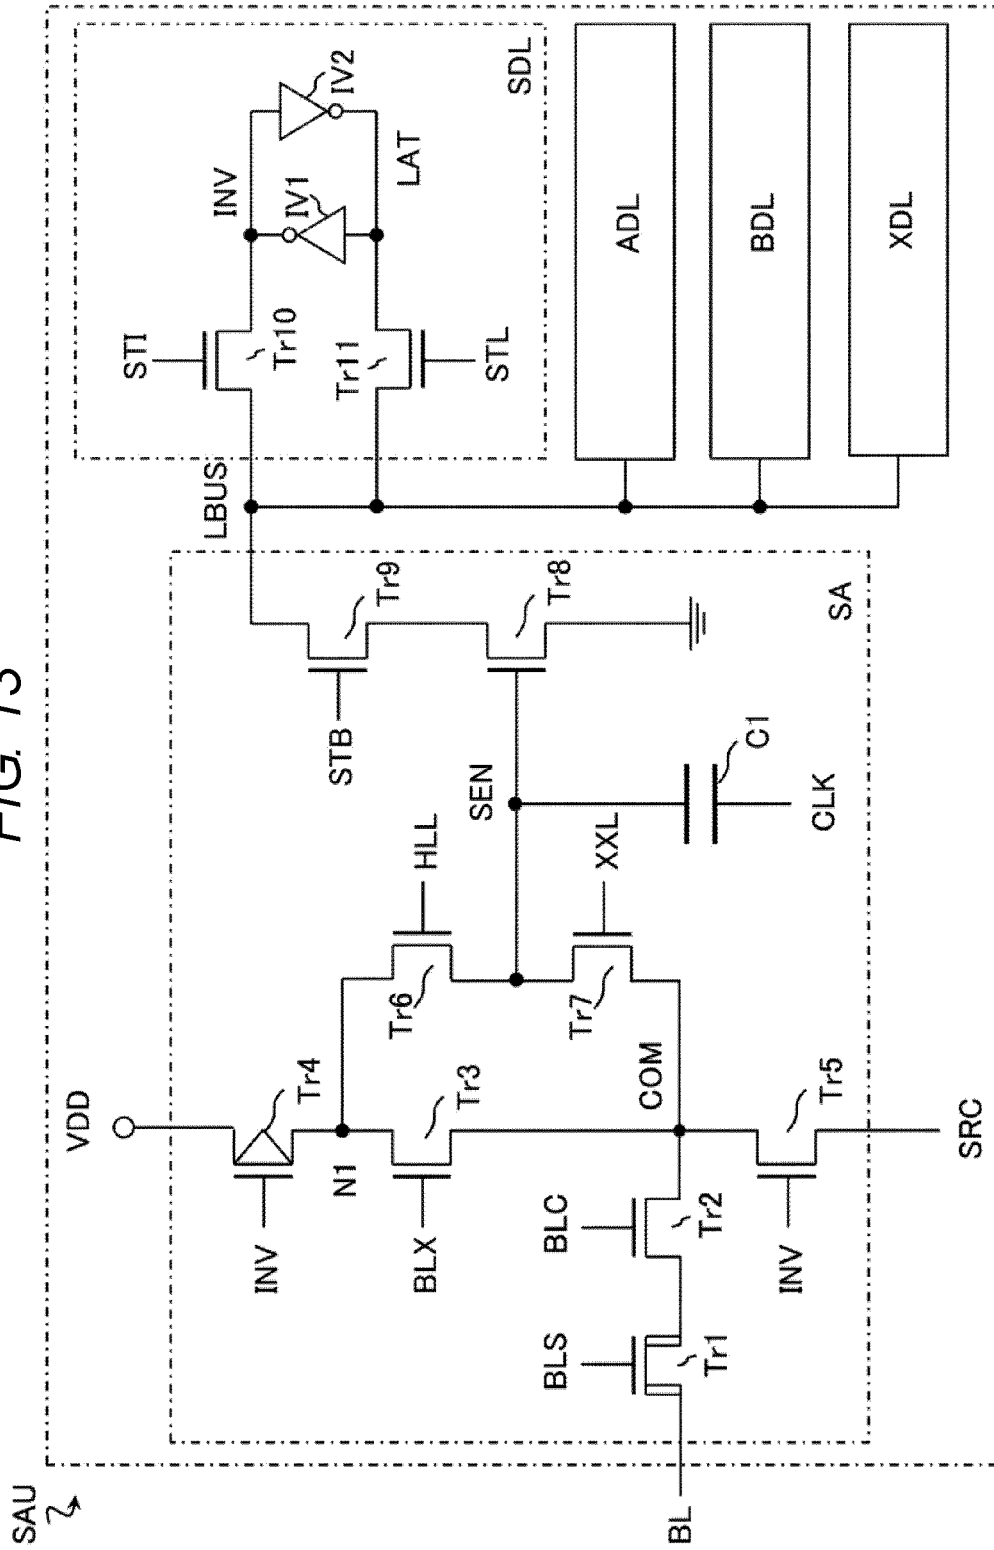 FIG. 13
SAU
VDD
INV
Tr4
N1
BLX
Tr3
Tr6
HLL
SEN
STB
Tr9
Tr8
LBUS
STI
Tr10
INV
IV1
IV2
LAT
Tr11
STL
SDL
BL
BLS
Tr1
BLC
Tr2
COM
Tr7
XXL
C1
CLK
INV
Tr5
SRC
SA
ADL
BDL
XDL